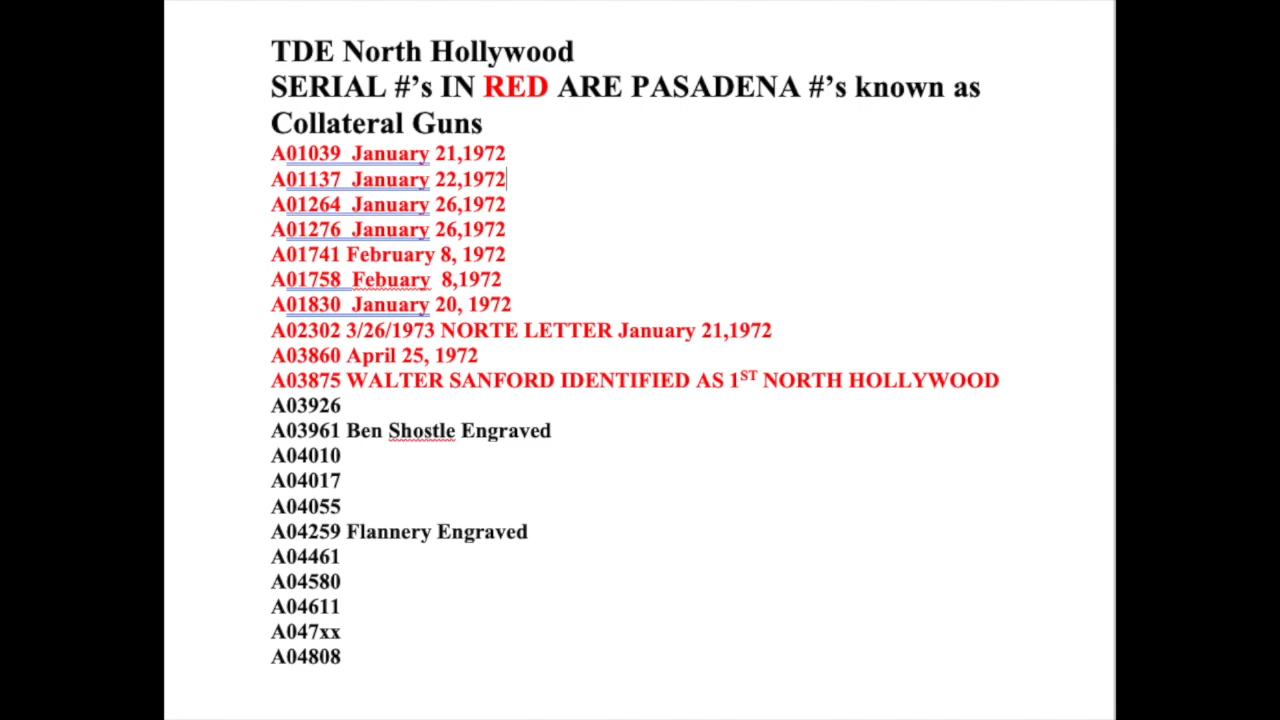 TDE North Hollywood
SERIAL #’s IN RED ARE PASADENA #’s known as
Collateral Guns
A01039  January 21,1972
A01137  January 22,1972
A01264  January 26,1972
A01276  January 26,1972
A01741 February 8, 1972
A01758  Febuary  8,1972
A01830  January 20, 1972
A02302 3/26/1973 NORTE LETTER January 21,1972
A03860 April 25, 1972
A03875 WALTER SANFORD IDENTIFIED AS 1ST NORTH HOLLYWOOD
A03926
A03961 Ben Shostle Engraved
A04010
A04017
A04055
A04259 Flannery Engraved
A04461
A04580
A04611
A047xx
A04808